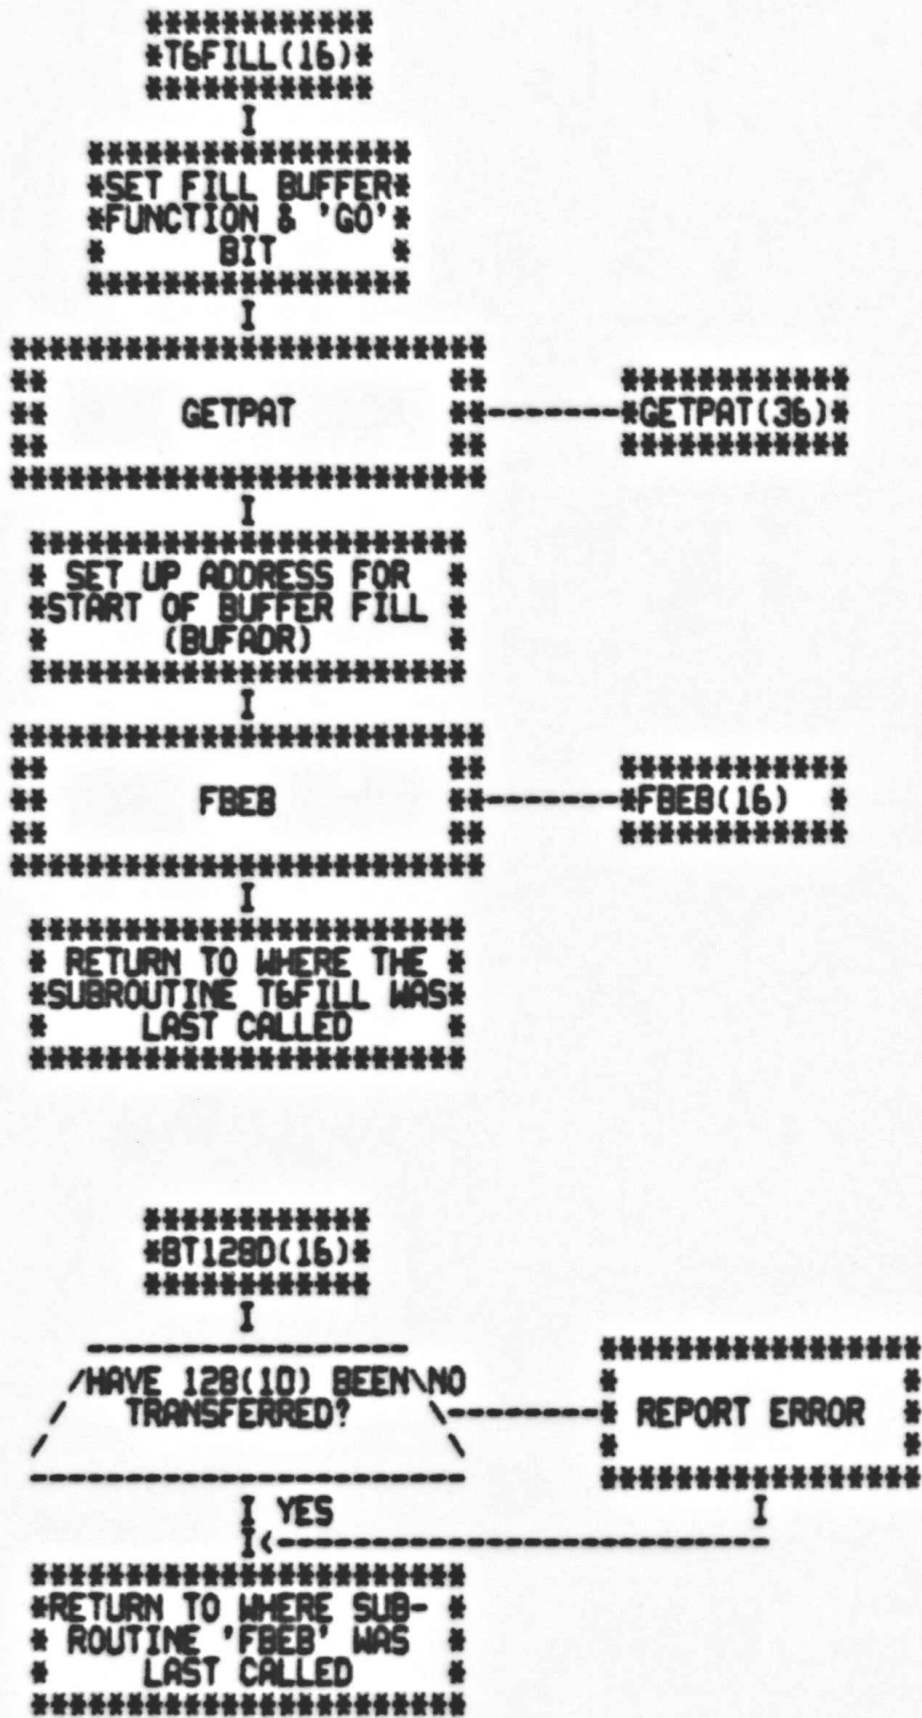 T6FILL(16)
SET FILL BUFFER
FUNCTION & 'GO'
BIT
GETPAT
GETPAT(36)
SET UP ADDRESS FOR
START OF BUFFER FILL
(BUFADR)
FBEB
FBEB(16)
RETURN TO WHERE THE
SUBROUTINE T6FILL WAS
LAST CALLED
BT128D(16)
HAVE 128(10) BEEN NO
TRANSFERRED?
REPORT ERROR
YES
RETURN TO WHERE SUB-
ROUTINE 'FBEB' WAS
LAST CALLED